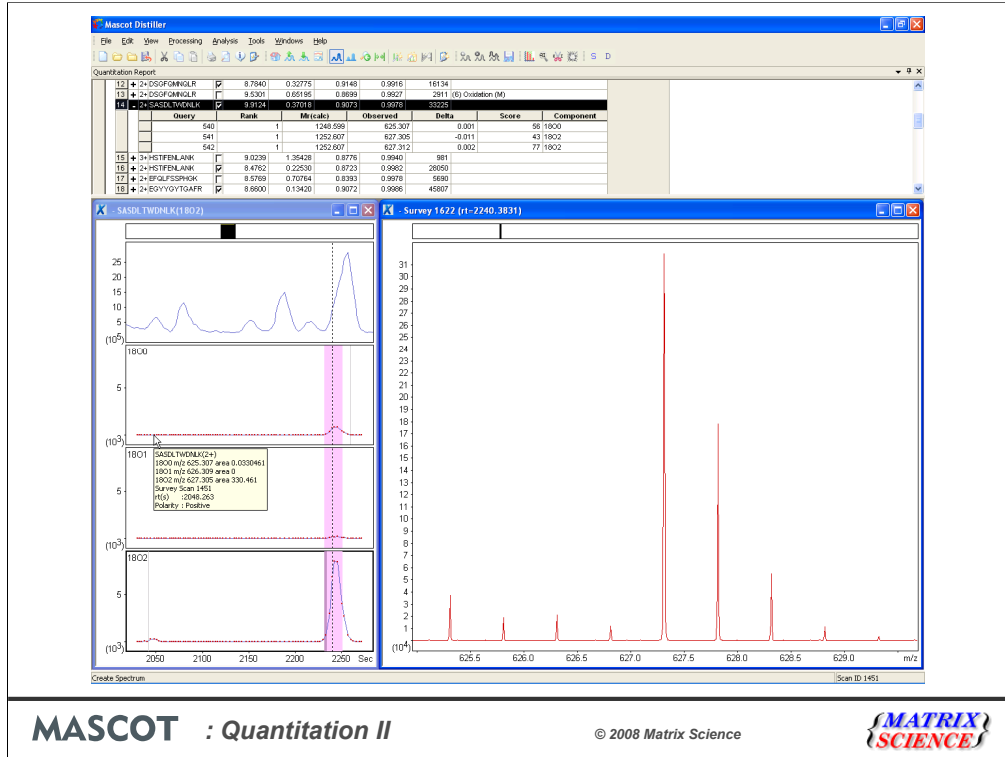 Mascot Distiller
File Edit View Processing Analysis Tools Windows Help
S D
Quantitation Report
12 + 2+ DSGFQMNQLR 8.7840 0.32775 0.9148 0.9916 16134
13 + 2+ DSGFQMNQLR 9.5301 0.65195 0.8699 0.9927 2911 (6) Oxidation (M)
14 - 2+ SASDLTWDNLK 9.9124 0.37018 0.9073 0.9978 33225
Query Rank Mr(calc) Observed Delta Score Component
540 1 1248.599 625.307 0.001 56 18O0
541 1 1252.607 627.305 -0.011 43 18O2
542 1 1252.607 627.312 0.002 77 18O2
15 + 3+ HSTIFENLANK 9.0239 1.35428 0.8776 0.9940 981
16 + 2+ HSTIFENLANK 8.4762 0.22530 0.8723 0.9982 28050
17 + 2+ EFQLFSSPHGK 8.5769 0.70764 0.8393 0.9978 5690
18 + 2+ EGYYGYTGAFR 8.6600 0.13420 0.9072 0.9986 45807
- SASDLTWDNLK(18O2)
25
20
15
10
5
(10⁵)
18O0
5
(10³)
18O1
SASDLTWDNLK(2+)
18O0 m/z 625.307 area 0.0330461
18O1 m/z 626.309 area 0
18O2 m/z 627.305 area 330.461
Survey Scan 1451
rt(s) :2048.263
Polarity : Positive
5
(10³)
18O2
5
(10³)
2050 2100 2150 2200 2250 Sec
- Survey 1622 (rt=2240.3831)
31
30
29
28
27
26
25
24
23
22
21
20
19
18
17
16
15
14
13
12
11
10
9
8
7
6
5
4
3
2
1
(10⁴)
625.5 626.0 626.5 627.0 627.5 628.0 628.5 629.0 m/z
Create Spectrum
Scan ID 1451
MASCOT : Quantitation II
© 2008 Matrix Science
{MATRIX
SCIENCE}